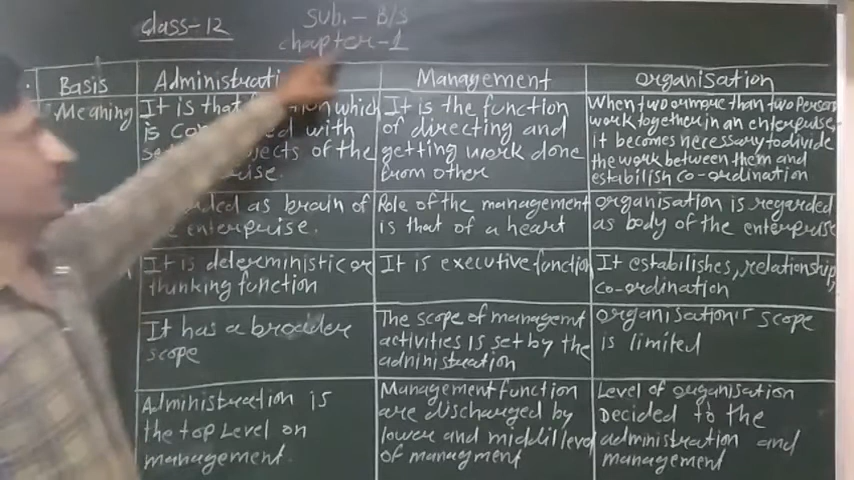 class-12
Sub. - B/S
chapter-1
Basis
Administrati
Management
organisation
Meaning
It is that which
is with
of the
It is the function
of directing and
getting work done
from other
When two or more than two Person
work together in an enterprise,
it becomes necessary to divide
the work between them and
estabilish co-ordination
as brain of
enterprise.
Role of the management
is that of a heart
organisation is regarded
as body of the enterprise
It is deterministic or
thinking function
It is executive function
It estabilishes, relationship,
co-ordination
It has a broader
scope
The scope of managemt
activities is set by the
administration
organisation's scope
is limited
Administration is
the top Level on
management.
Management function
are discharged by
lower and middil level
of managment
Level of organisation
Decided to the
administration and
management